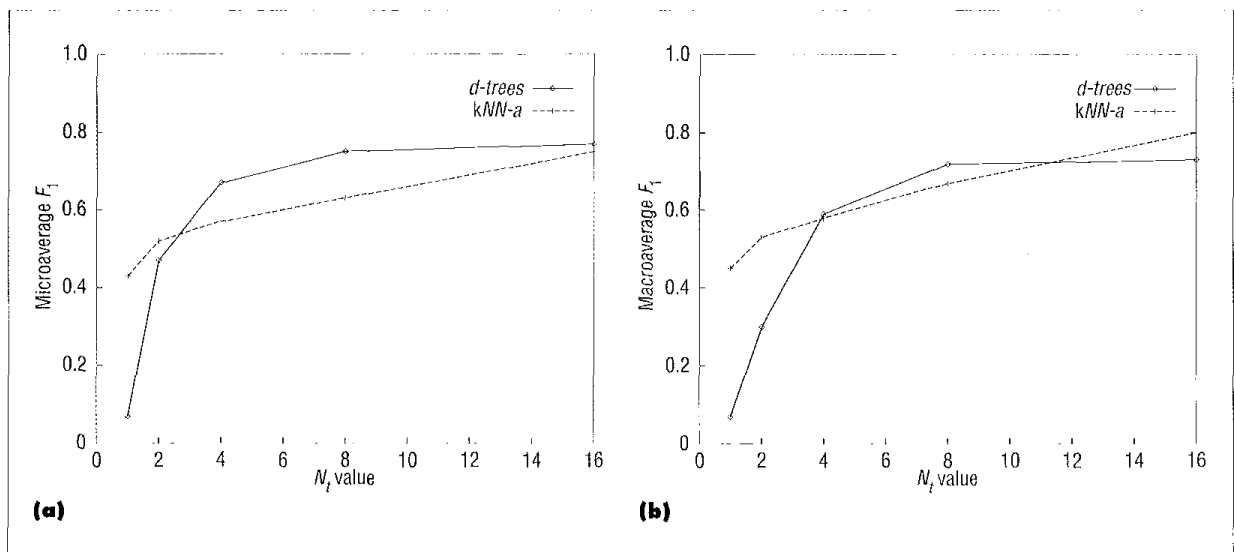 1.0
0.8
0.6
0.4
0.2
0
Microaverage F1
d-trees
kNN-a
0 2 4 6 8 10 12 14 16
Nt value
(a)
1.0
0.8
0.6
0.4
0.2
0
Macroaverage F1
d-trees
kNN-a
0 2 4 6 8 10 12 14 16
Nt value
(b)